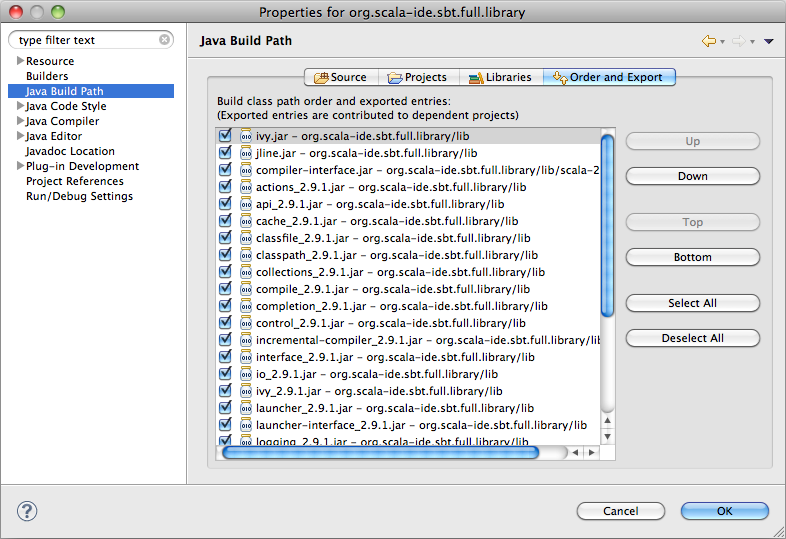 Properties for org.scala-ide.sbt.full.library
type filter text
Resource
Builders
Java Build Path
Java Code Style
Java Compiler
Java Editor
Javadoc Location
Plug-in Development
Project References
Run/Debug Settings
Java Build Path
Source
Projects
Libraries
Order and Export
Build class path order and exported entries:
(Exported entries are contributed to dependent projects)
ivy.jar - org.scala-ide.sbt.full.library/lib
jline.jar - org.scala-ide.sbt.full.library/lib
compiler-interface.jar - org.scala-ide.sbt.full.library/lib/scala-2
actions_2.9.1.jar - org.scala-ide.sbt.full.library/lib
api_2.9.1.jar - org.scala-ide.sbt.full.library/lib
cache_2.9.1.jar - org.scala-ide.sbt.full.library/lib
classfile_2.9.1.jar - org.scala-ide.sbt.full.library/lib
classpath_2.9.1.jar - org.scala-ide.sbt.full.library/lib
collections_2.9.1.jar - org.scala-ide.sbt.full.library/lib
compile_2.9.1.jar - org.scala-ide.sbt.full.library/lib
completion_2.9.1.jar - org.scala-ide.sbt.full.library/lib
control_2.9.1.jar - org.scala-ide.sbt.full.library/lib
incremental-compiler_2.9.1.jar - org.scala-ide.sbt.full.library/lib
interface_2.9.1.jar - org.scala-ide.sbt.full.library/lib
io_2.9.1.jar - org.scala-ide.sbt.full.library/lib
ivy_2.9.1.jar - org.scala-ide.sbt.full.library/lib
launcher_2.9.1.jar - org.scala-ide.sbt.full.library/lib
launcher-interface_2.9.1.jar - org.scala-ide.sbt.full.library/lib
logging_2.9.1.jar - org.scala-ide.sbt.full.library/lib
Up
Down
Top
Bottom
Select All
Deselect All
?
Cancel
OK